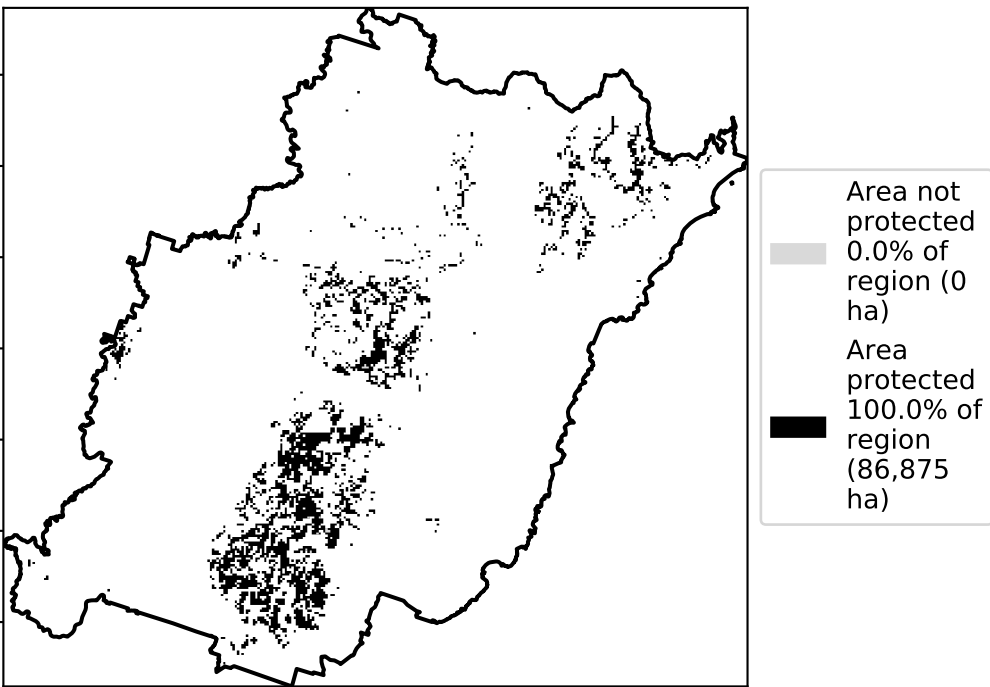 Area not
protected
0.0% of
region (0
ha)
Area
protected
100.0% of
region
(86,875
ha)